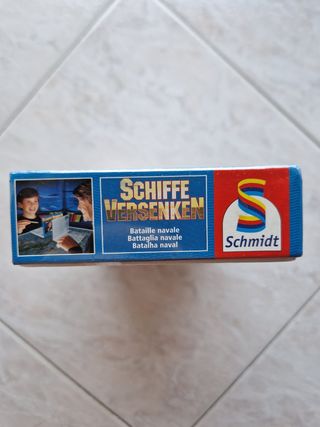 SCHIFFE
VERSENKEN
Bataille navale
Battaglia navale
Batalha naval
Schmidt